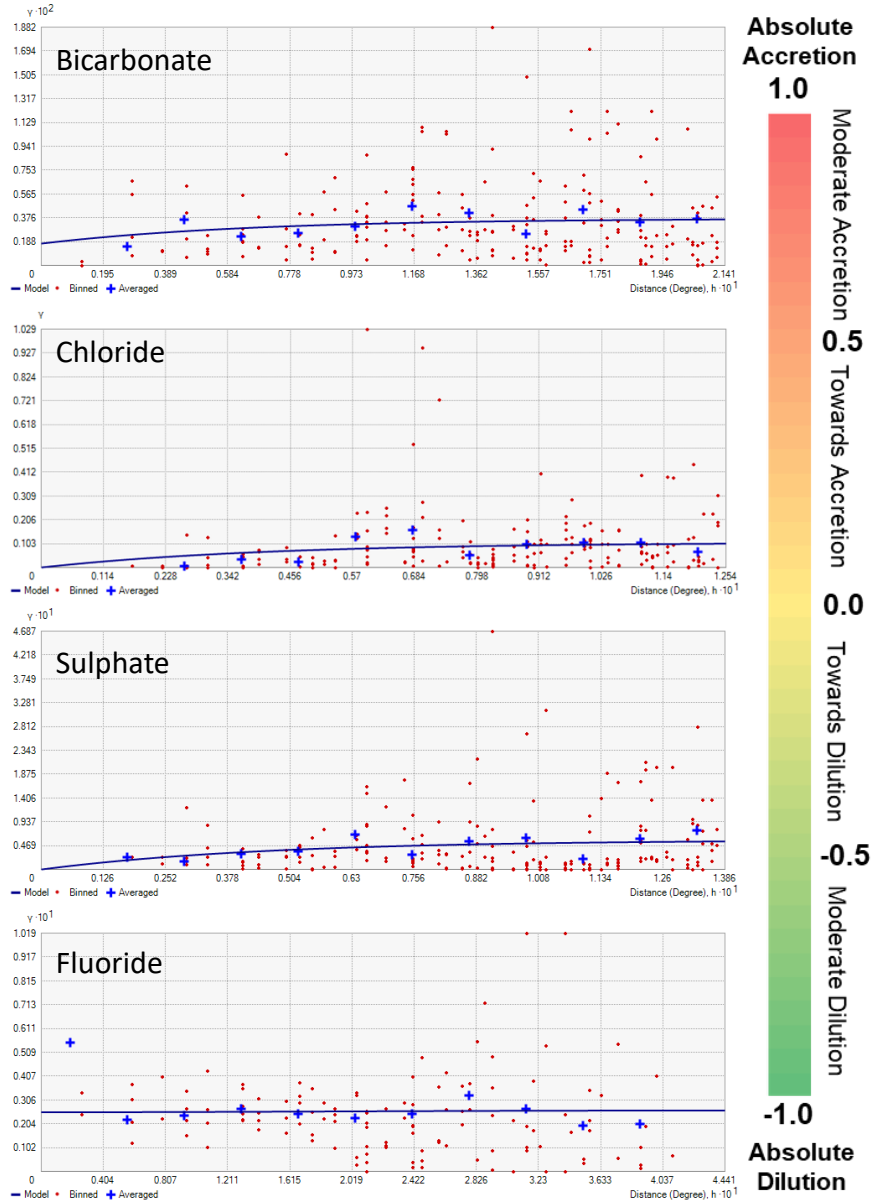 γ · 10²
1.882
1.694
1.505
1.317
1.129
0.941
0.753
0.565
0.376
0.188
Bicarbonate
0 0.195 0.389 0.584 0.778 0.973 1.168 1.362 1.557 1.751 1.946 2.141
Model Binned Averaged Distance (Degree), h · 10⁻¹
γ
1.029
0.927
0.824
0.721
0.618
0.515
0.412
0.309
0.206
0.103
Chloride
0 0.114 0.228 0.342 0.456 0.57 0.684 0.798 0.912 1.026 1.14 1.254
Model Binned Averaged Distance (Degree), h · 10⁻¹
γ · 10¹
4.687
4.218
3.749
3.281
2.812
2.343
1.875
1.406
0.937
0.469
Sulphate
0 0.126 0.252 0.378 0.504 0.63 0.756 0.882 1.008 1.134 1.26 1.386
Model Binned Averaged Distance (Degree), h · 10⁻¹
γ · 10¹
1.019
0.917
0.815
0.713
0.611
0.509
0.407
0.306
0.204
0.102
Fluoride
0 0.404 0.807 1.211 1.615 2.019 2.422 2.826 3.23 3.633 4.037 4.441
Model Binned Averaged Distance (Degree), h · 10¹
Absolute
Accretion
1.0
Moderate Accretion
0.5
Towards Accretion
0.0
Towards Dilution
-0.5
Moderate Dilution
-1.0
Absolute
Dilution